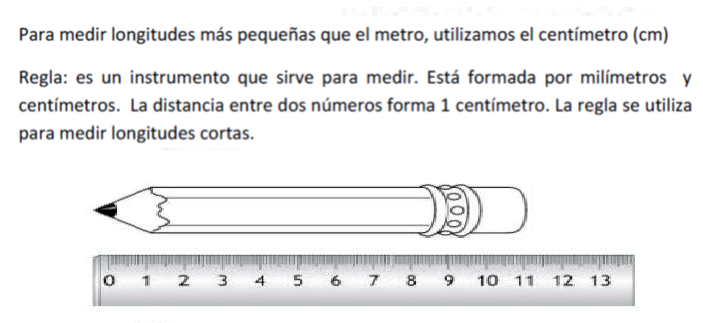 Para medir longitudes más pequeñas que el metro, utilizamos el centímetro (cm)
Regla: es un instrumento que sirve para medir. Está formada por milímetros y
centímetros. La distancia entre dos números forma 1 centímetro. La regla se utiliza
para medir longitudes cortas.
0 1 2 3 4 5 6 7 8 9 10 11 12 13